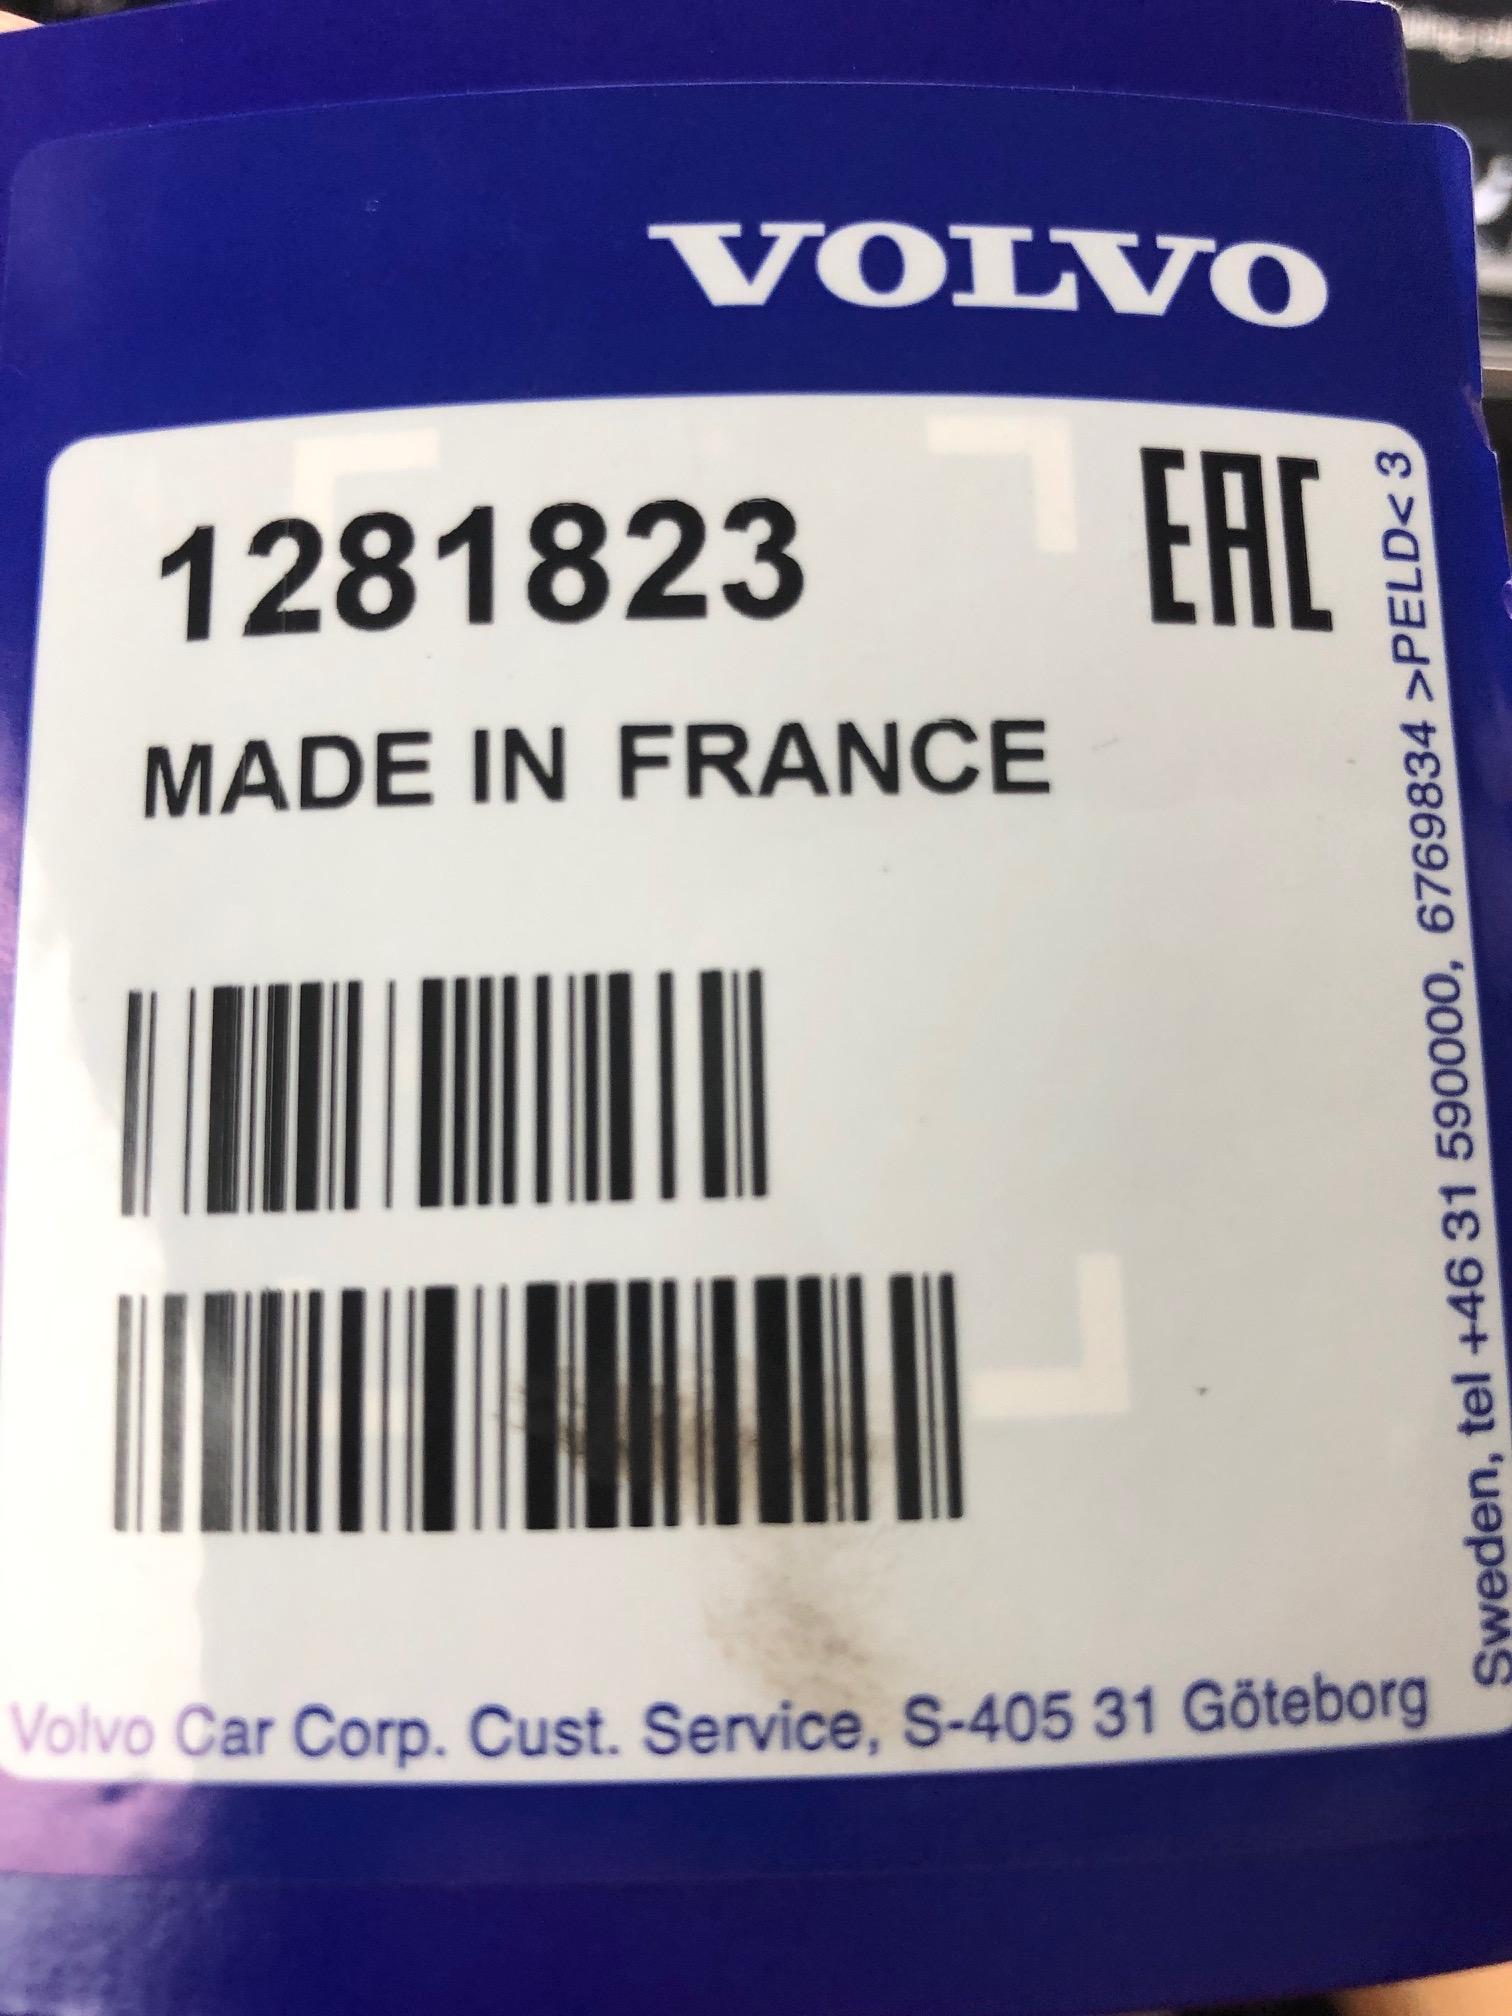 VOLVO
1281823
EAC
MADE IN FRANCE
Volvo Car Corp. Cust. Service, S-405 31 Göteborg
Sweden, tel +46 31 590000, 6769834 >PELD< 3